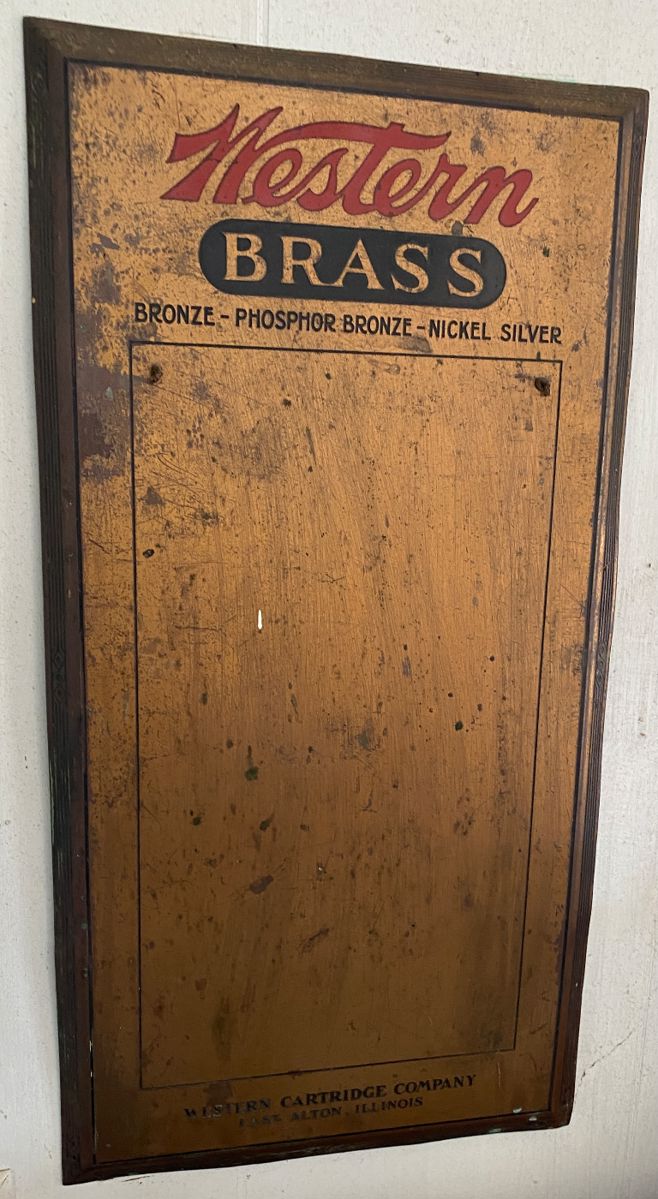 Western
BRASS
BRONZE - PHOSPHOR BRONZE - NICKEL SILVER
WESTERN CARTRIDGE COMPANY
EAST ALTON, ILLINOIS